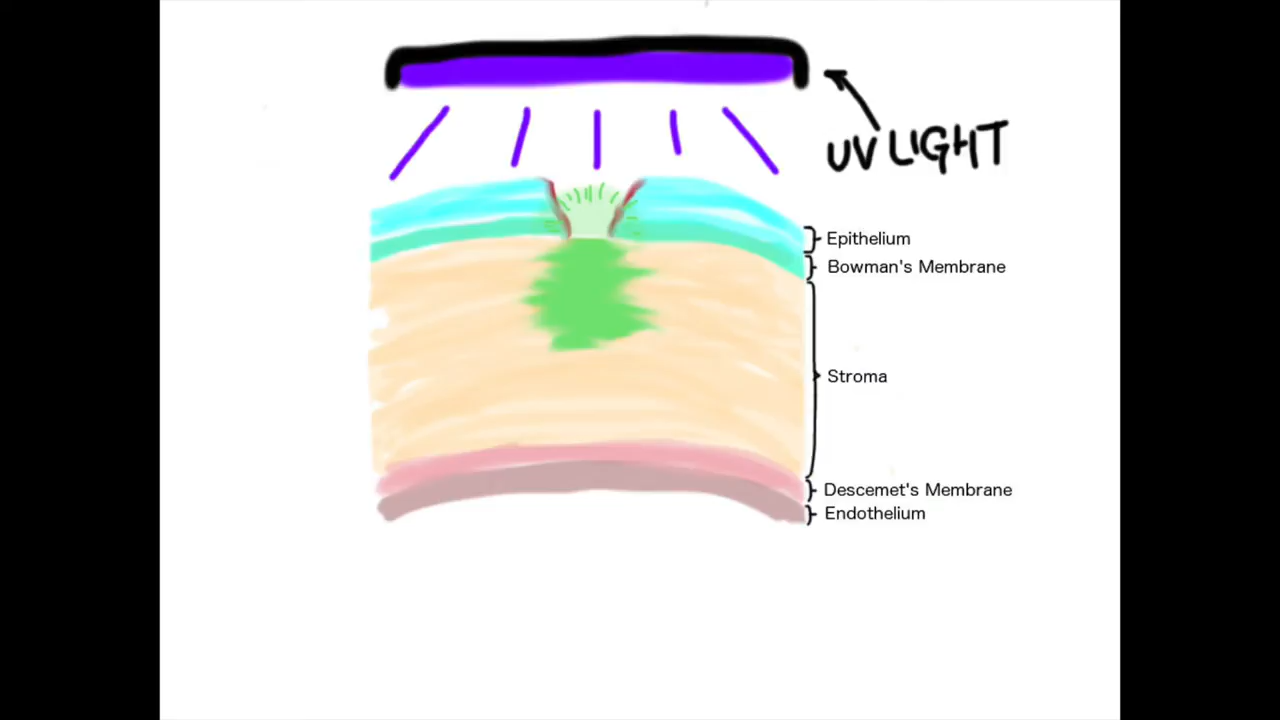 UV LIGHT
Epithelium
Bowman's Membrane
Stroma
Descemet's Membrane
Endothelium